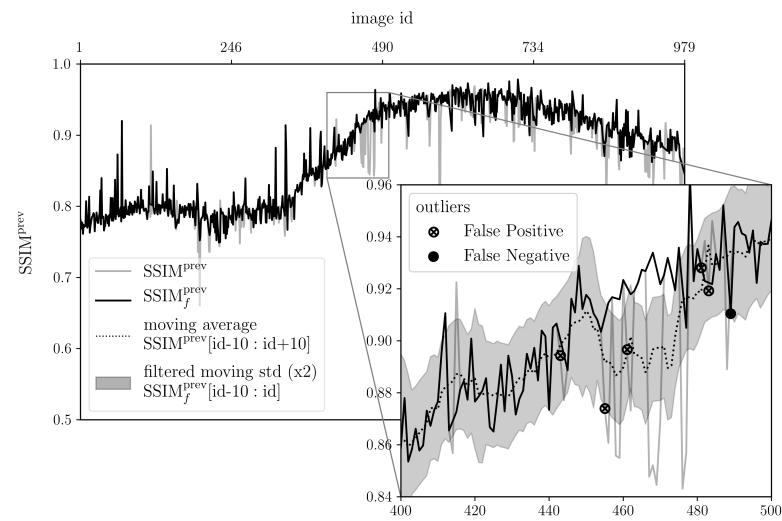 image id
1 246 490 734 979
1.0
0.9
0.8
0.7
0.6
0.5
SSIM^prev
SSIM^prev
SSIM_f^prev
moving average
SSIM^prev[id-10 : id+10]
filtered moving std (x2)
SSIM_f^prev[id-10 : id]
outliers
False Positive
False Negative
0.96
0.94
0.92
0.90
0.88
0.86
0.84
400 420 440 460 480 500